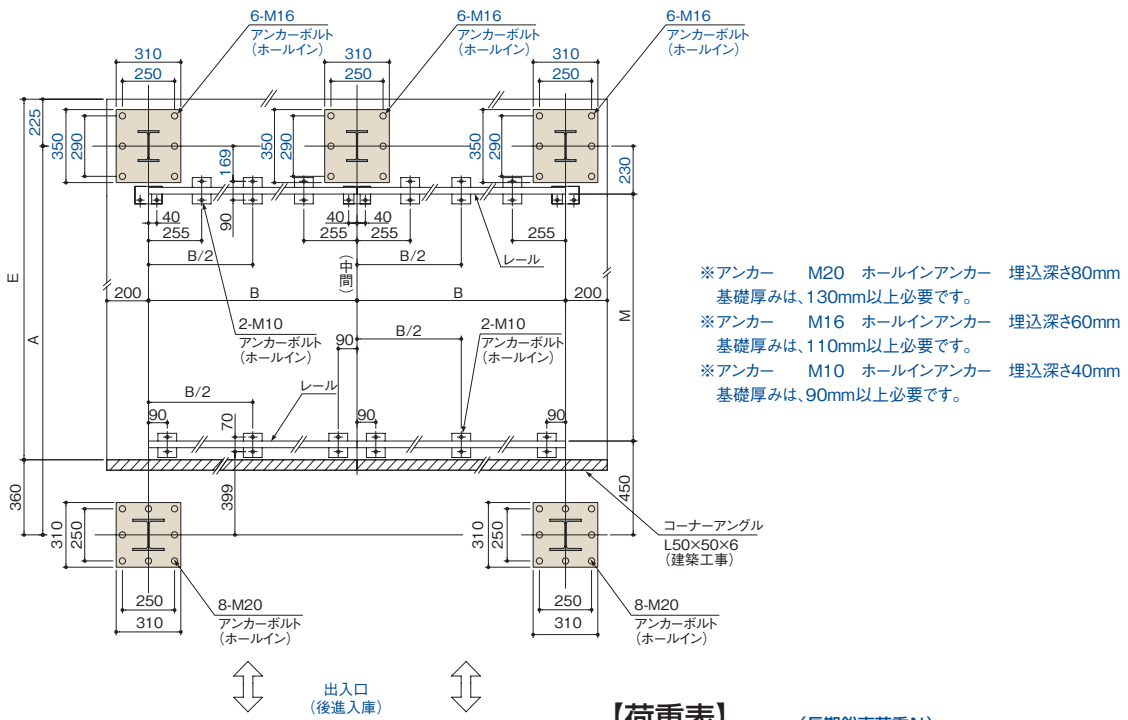 6-M16
アンカーボルト
（ホールイン）
6-M16
アンカーボルト
（ホールイン）
6-M16
アンカーボルト
（ホールイン）
310
250
310
250
310
250
225
350
290
350
290
350
290
169
230
40
40 40
90
255
255
255
255
B/2
B/2
レール
（中間）
E
A
M
200
B
B
200
2-M10
アンカーボルト
（ホールイン）
2-M10
アンカーボルト
（ホールイン）
B/2
90
B/2
レール
90
70
90
90
360
399
450
310
250
310
250
コーナーアングル
L50×50×6
（建築工事）
250
310
8-M20
アンカーボルト
（ホールイン）
250
310
8-M20
アンカーボルト
（ホールイン）
出入口
（後進入庫）
※アンカー　M20　ホールインアンカー　埋込深さ80mm
基礎厚みは、130mm以上必要です。
※アンカー　M16　ホールインアンカー　埋込深さ60mm
基礎厚みは、110mm以上必要です。
※アンカー　M10　ホールインアンカー　埋込深さ40mm
基礎厚みは、90mm以上必要です。
【荷重表】